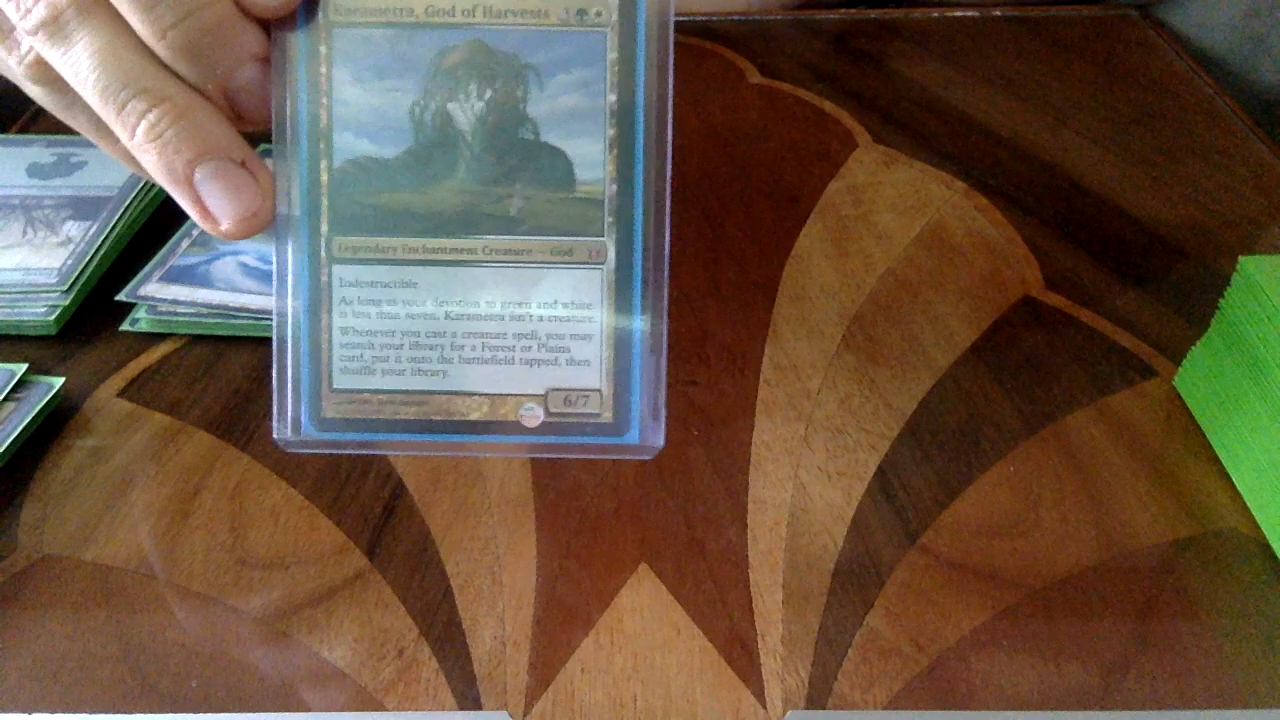 Karametra, God of Harvests 3
Legendary Enchantment Creature — God
Indestructible
As long as your devotion to green and white
is less than seven, Karametra isn't a creature.
Whenever you cast a creature spell, you may
search your library for a Forest or Plains
card, put it onto the battlefield tapped, then
shuffle your library.
6/7